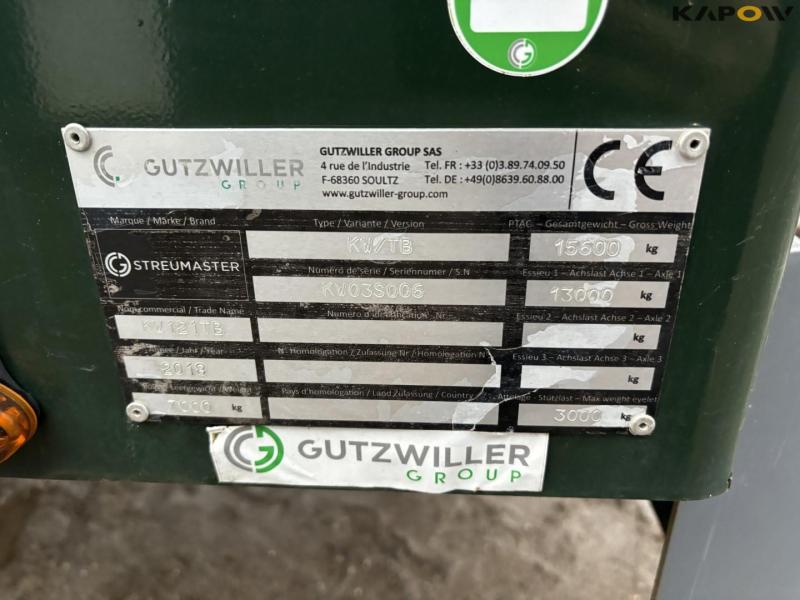 KAPOW
GUTZWILLER
GROUP
GUTZWILLER GROUP SAS
4 rue de l'Industrie Tel. FR : +33 (0)3.89.74.09.50
F-68360 SOULTZ Tel. DE : +49(0)8639.60.88.00
www.gutzwiller-group.com
CE
Marque / Marke / Brand
Type / Variante / Version
PTAC – Gesamtgewicht – Gross Weight
STREUMASTER
KW/TB
15600 kg
Numéro de série / Seriennumer / S.N
Essieu 1 – Achslast Achse 1 – Axle 1
KW03S006
13000 kg
Nom commercial / Trade Name
Numéro d'identification Nr.
Essieu 2 – Achslast Achse 2 – Axle 2
KW121TB
kg
Année / Jahr / Year
N° Homologation / Zulassung Nr / Homologation N°
Essieu 3 – Achslast Achse 3 – Axle 3
2018
kg
Pays d'homologation / Land Zulassung / Country
Attelage - Stützlast – Max weight eyelet
7000 kg
3000 kg
GUTZWILLER
GROUP